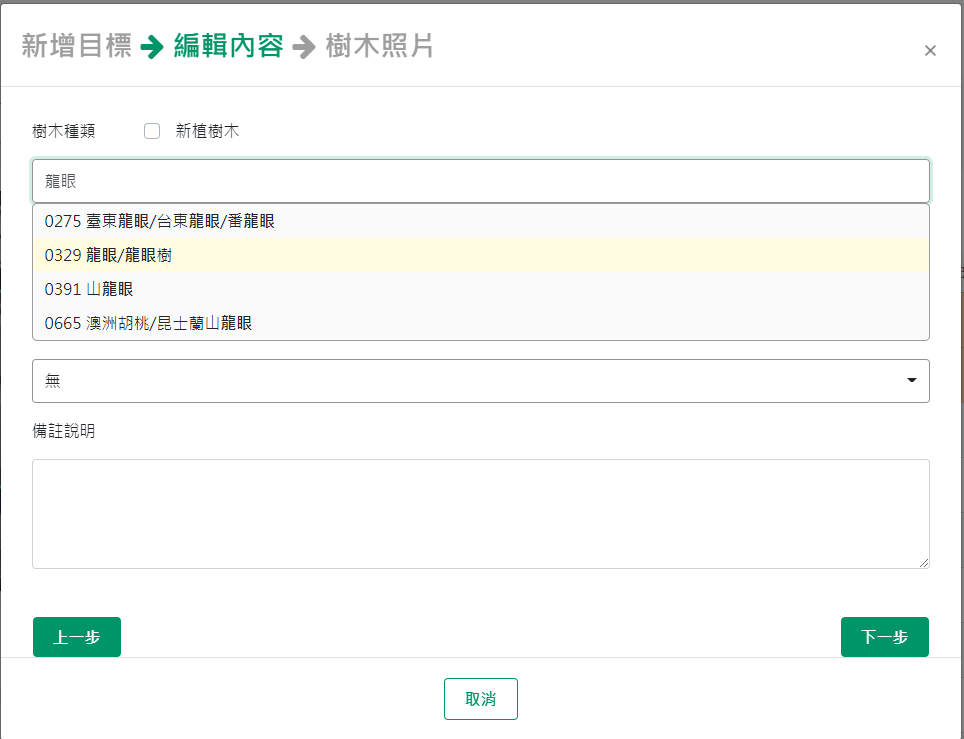 新增目標 編輯內容 樹木照片 ×
樹木種類 新植樹木
龍眼
0275 臺東龍眼/台東龍眼/番龍眼
0329 龍眼/龍眼樹
0391 山龍眼
0665 澳洲胡桃/昆士蘭山龍眼
無
備註說明
上一步 下一步
取消